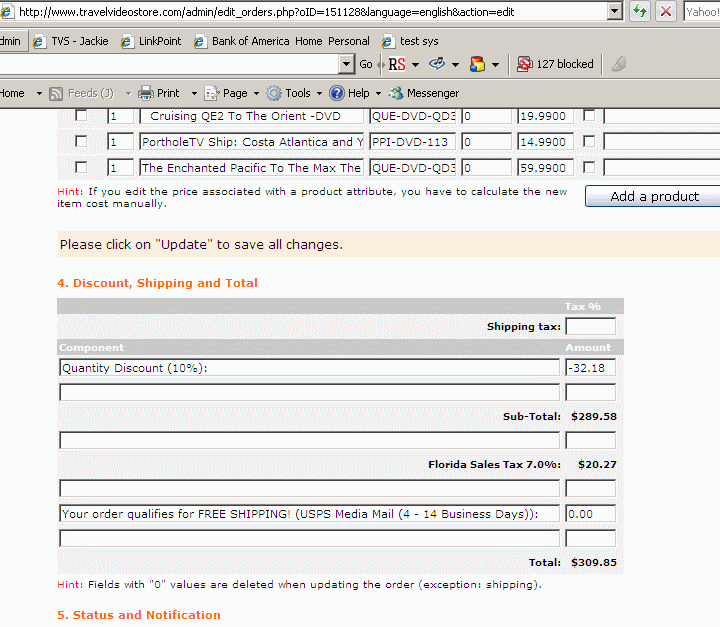 http://www.travelvideostore.com/admin/edit_orders.php?oID=151128&language=english&action=edit
Yahoo!
dmin TVS - Jackie LinkPoint Bank of America Home Personal test sys
Go RS 127 blocked
Home Feeds (J) Print Page Tools Help Messenger
1 Cruising QE2 To The Orient -DVD QUE-DVD-QD3 0 19.9900
1 PortholeTV Ship: Costa Atlantica and Y PPI-DVD-113 0 14.9900
1 The Enchanted Pacific To The Max The QUE-DVD-QD3 0 59.9900
Hint: If you edit the price associated with a product attribute, you have to calculate the new
item cost manually.
Add a product
Please click on "Update" to save all changes.
4. Discount, Shipping and Total
Tax %
Shipping tax:
Component Amount
Quantity Discount (10%): -32.18
Sub-Total: $289.58
Florida Sales Tax 7.0%: $20.27
Your order qualifies for FREE SHIPPING! (USPS Media Mail (4 - 14 Business Days)): 0.00
Total: $309.85
Hint: Fields with "0" values are deleted when updating the order (exception: shipping).
5. Status and Notification